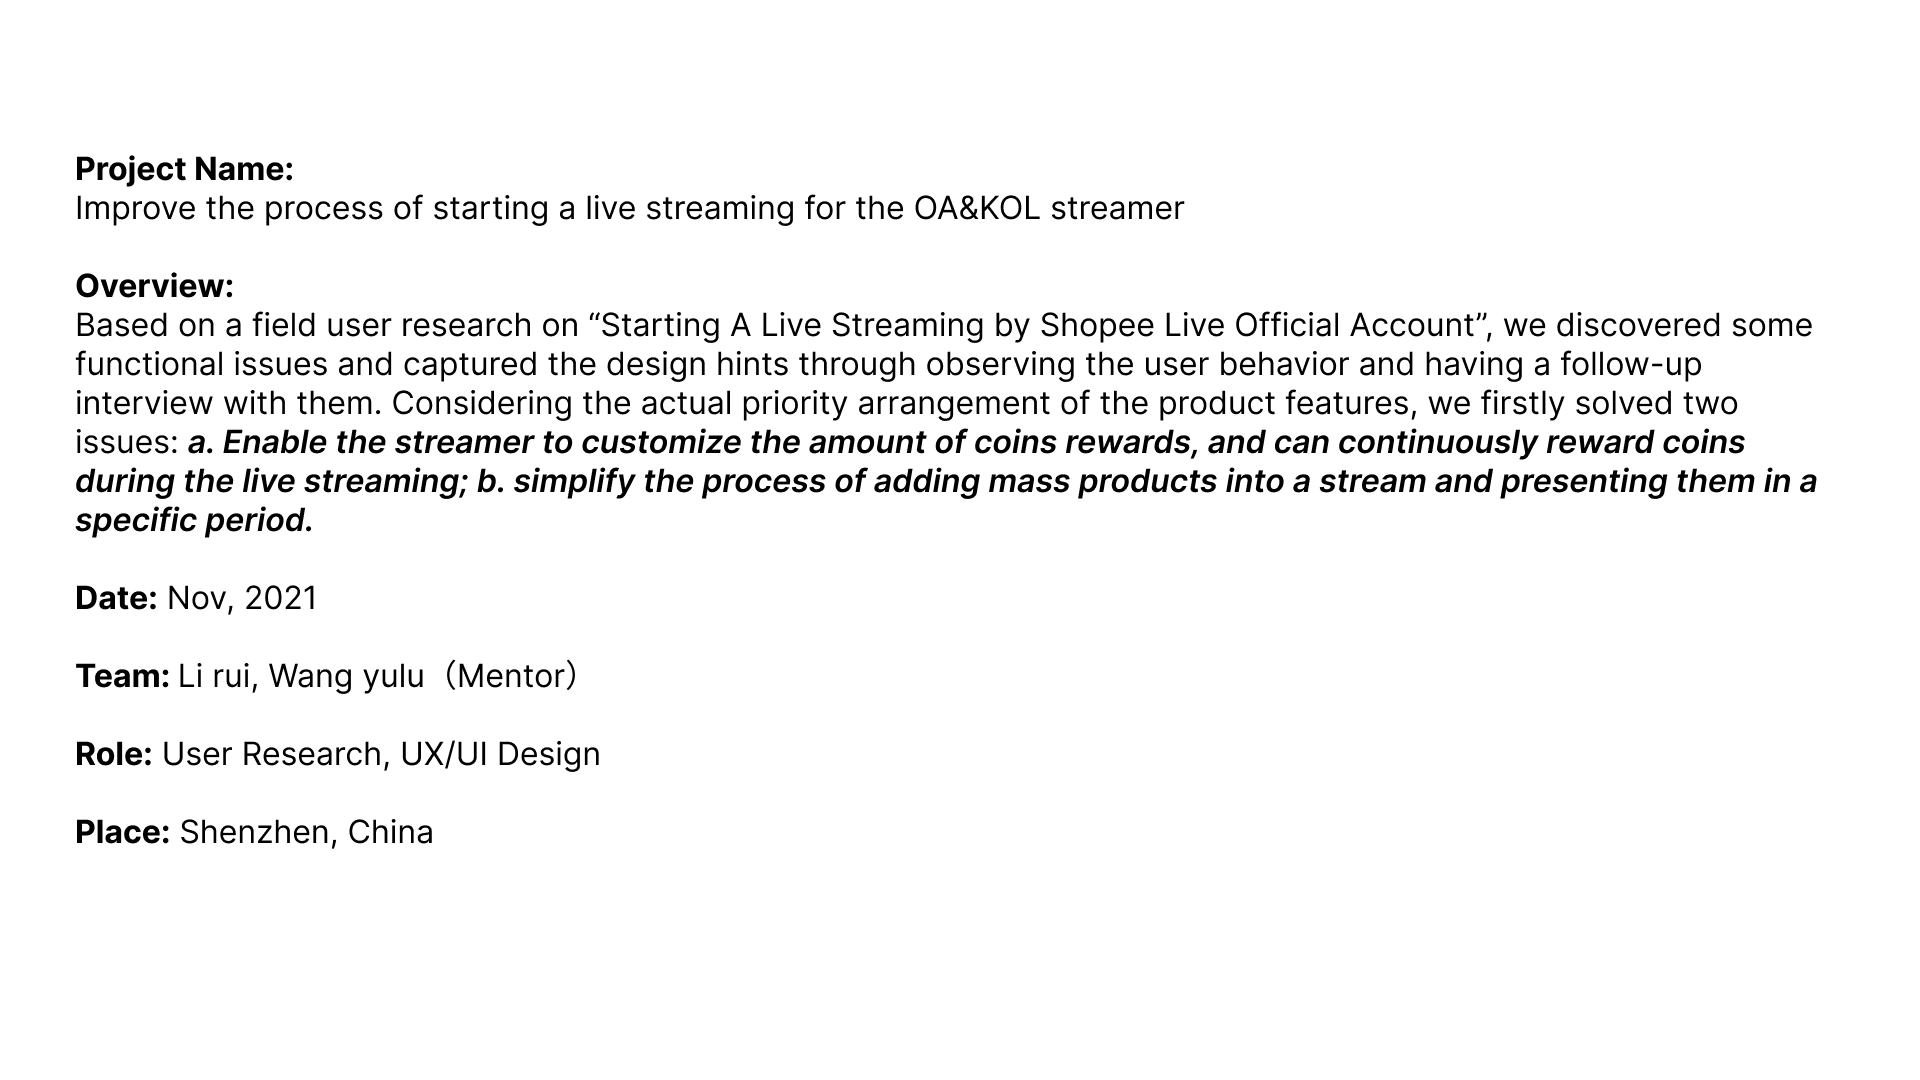 Project Name:
Improve the process of starting a live streaming for the OA&KOL streamer
Overview:
Based on a field user research on “Starting A Live Streaming by Shopee Live Official Account”, we discovered some
functional issues and captured the design hints through observing the user behavior and having a follow-up
interview with them. Considering the actual priority arrangement of the product features, we firstly solved two
issues: a. Enable the streamer to customize the amount of coins rewards, and can continuously reward coins
during the live streaming; b. simplify the process of adding mass products into a stream and presenting them in a
specific period.
Date: Nov, 2021
Team: Li rui, Wang yulu（Mentor）
Role: User Research, UX/UI Design
Place: Shenzhen, China